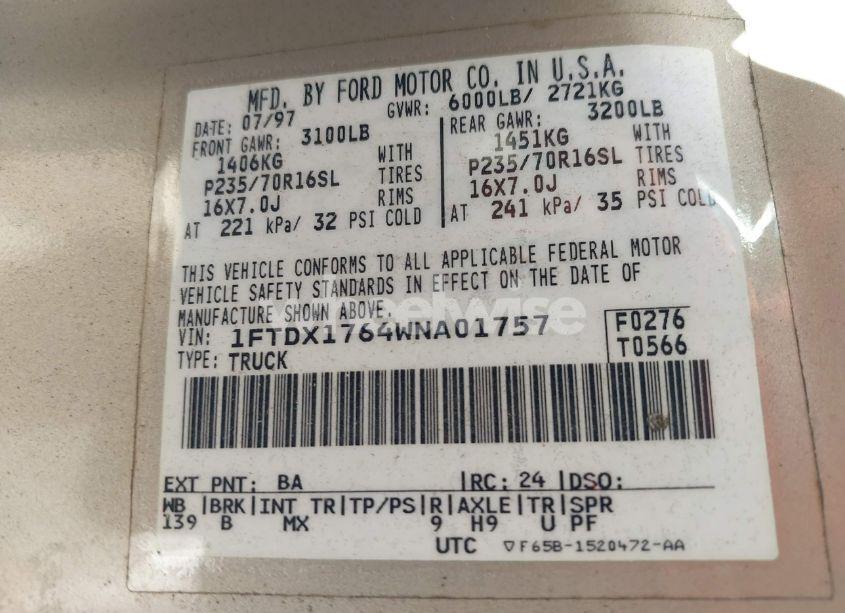 MFD. BY FORD MOTOR CO. IN U.S.A.
DATE: 07/97 GVWR: 6000LB/ 2721KG
FRONT GAWR: 3100LB REAR GAWR: 3200LB
1406KG WITH 1451KG WITH
P235/70R16SL TIRES P235/70R16SL TIRES
16X7.0J RIMS 16X7.0J RIMS
AT 221 kPa/ 32 PSI COLD AT 241 kPa/ 35 PSI COLD
THIS VEHICLE CONFORMS TO ALL APPLICABLE FEDERAL MOTOR
VEHICLE SAFETY STANDARDS IN EFFECT ON THE DATE OF
MANUFACTURE SHOWN ABOVE.
VIN: 1FTDX1764WNA01757 F0276
TYPE: TRUCK T0566
EXT PNT: BA RC: 24 DSO:
WB BRK INT TR TP/PS R AXLE TR SPR
139 B MX 9 H9 U PF
UTC ▽F65B-1520472-AA